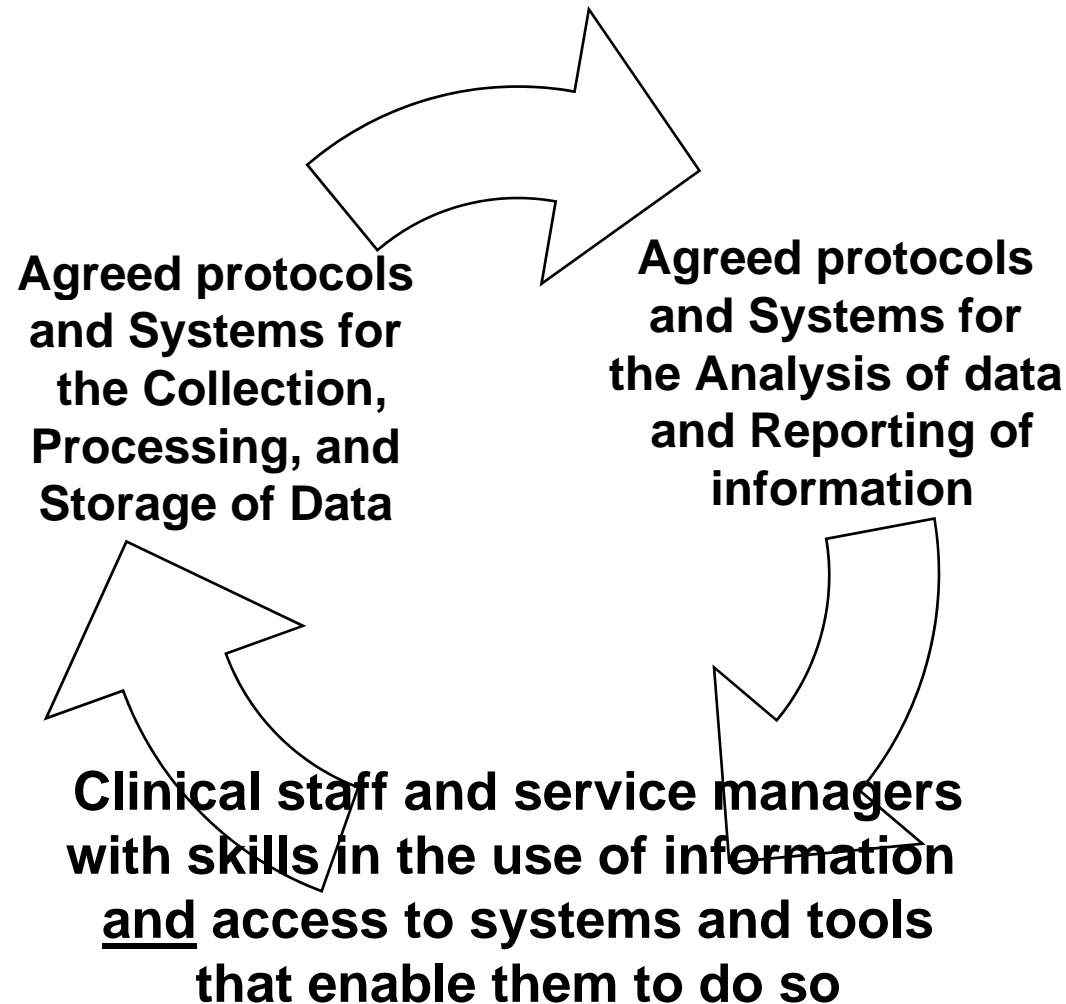 Agreed protocols
and Systems for
the Collection,
Processing, and
Storage of Data
Agreed protocols
and Systems for
the Analysis of data
and Reporting of
information
Clinical staff and service managers
with skills in the use of information
and access to systems and tools
that enable them to do so